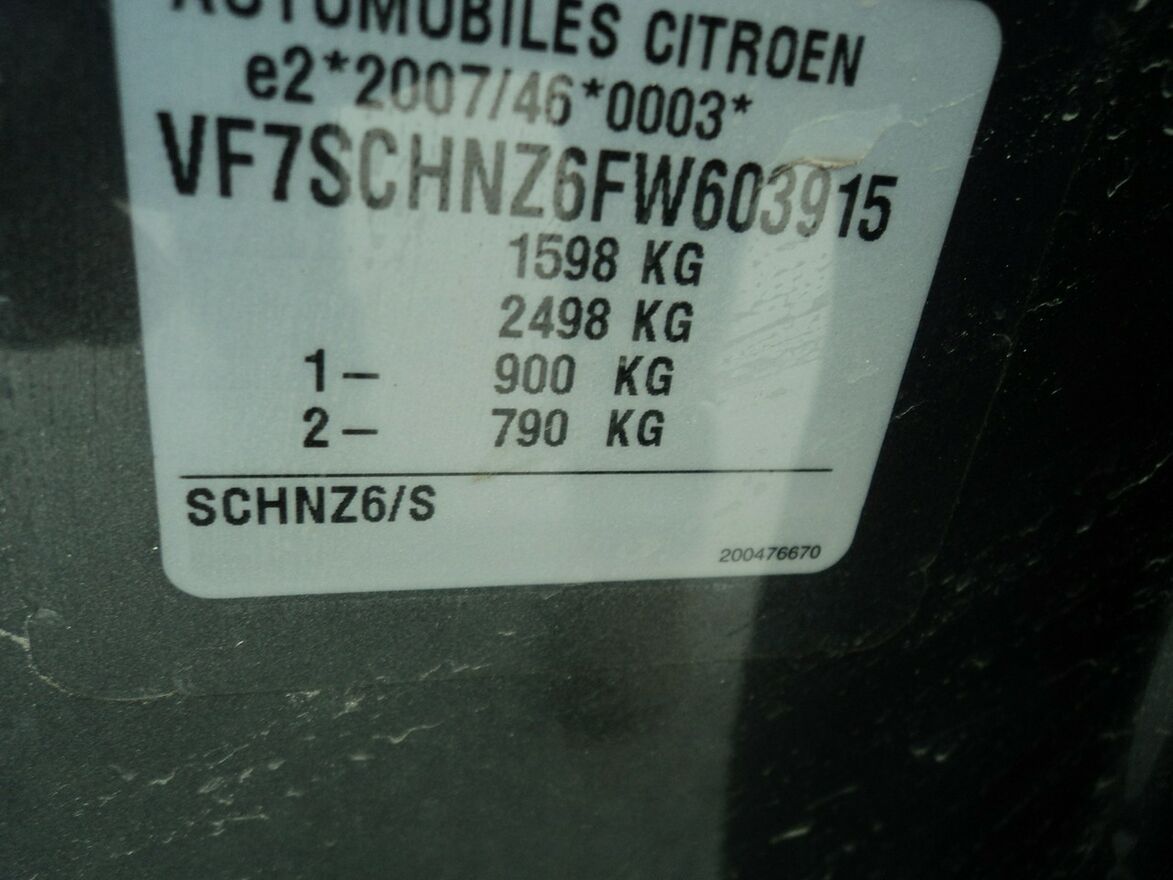 AUTOMOBILES CITROEN
e2*2007/46*0003*
VF7SCHNZ6FW603915
1598 KG
2498 KG
1- 900 KG
2- 790 KG
SCHNZ6/S
200476670